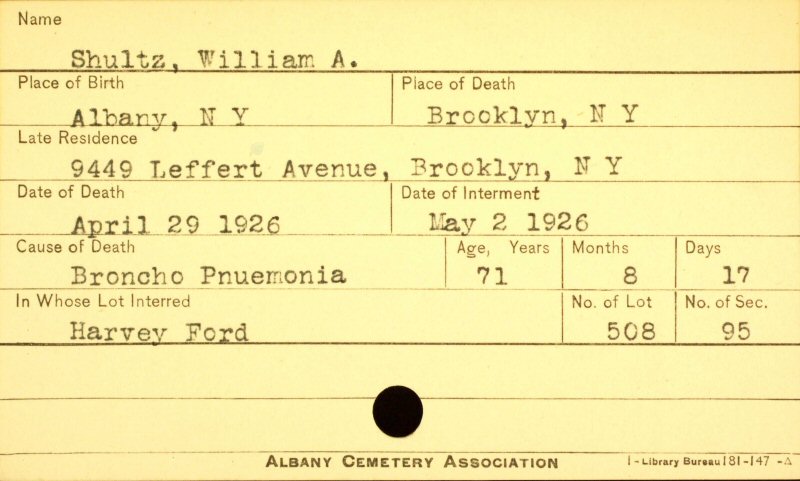 Name
Shultz, William A.
Place of Birth Place of Death
Albany, N Y Brooklyn, N Y
Late Residence
9449 Leffert Avenue, Brooklyn, N Y
Date of Death Date of Interment
April 29 1926 May 2 1926
Cause of Death Age, Years Months Days
Broncho Pnuemonia 71 8 17
In Whose Lot Interred No. of Lot No. of Sec.
Harvey Ford 508 95
ALBANY CEMETERY ASSOCIATION 1-Library Bureau 181-147 -A